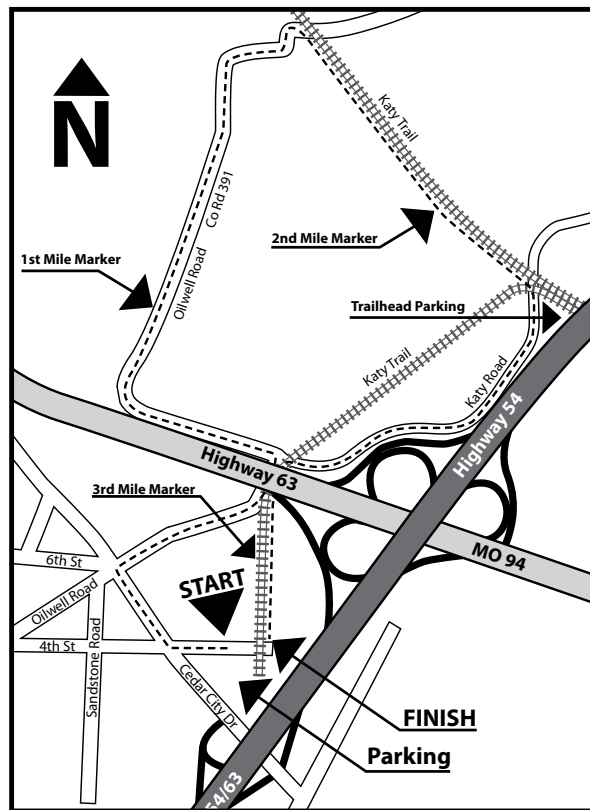 N
Katy Trail
Co Rd 391
2nd Mile Marker
1st Mile Marker
Oilwell Road
Trailhead Parking
Katy Trail
Katy Road
Highway 54
Highway 63
3rd Mile Marker
MO 94
6th St
START
Oilwell Road
4th St
Sandstone Road
Cedar City Dr
FINISH
Parking
54/63